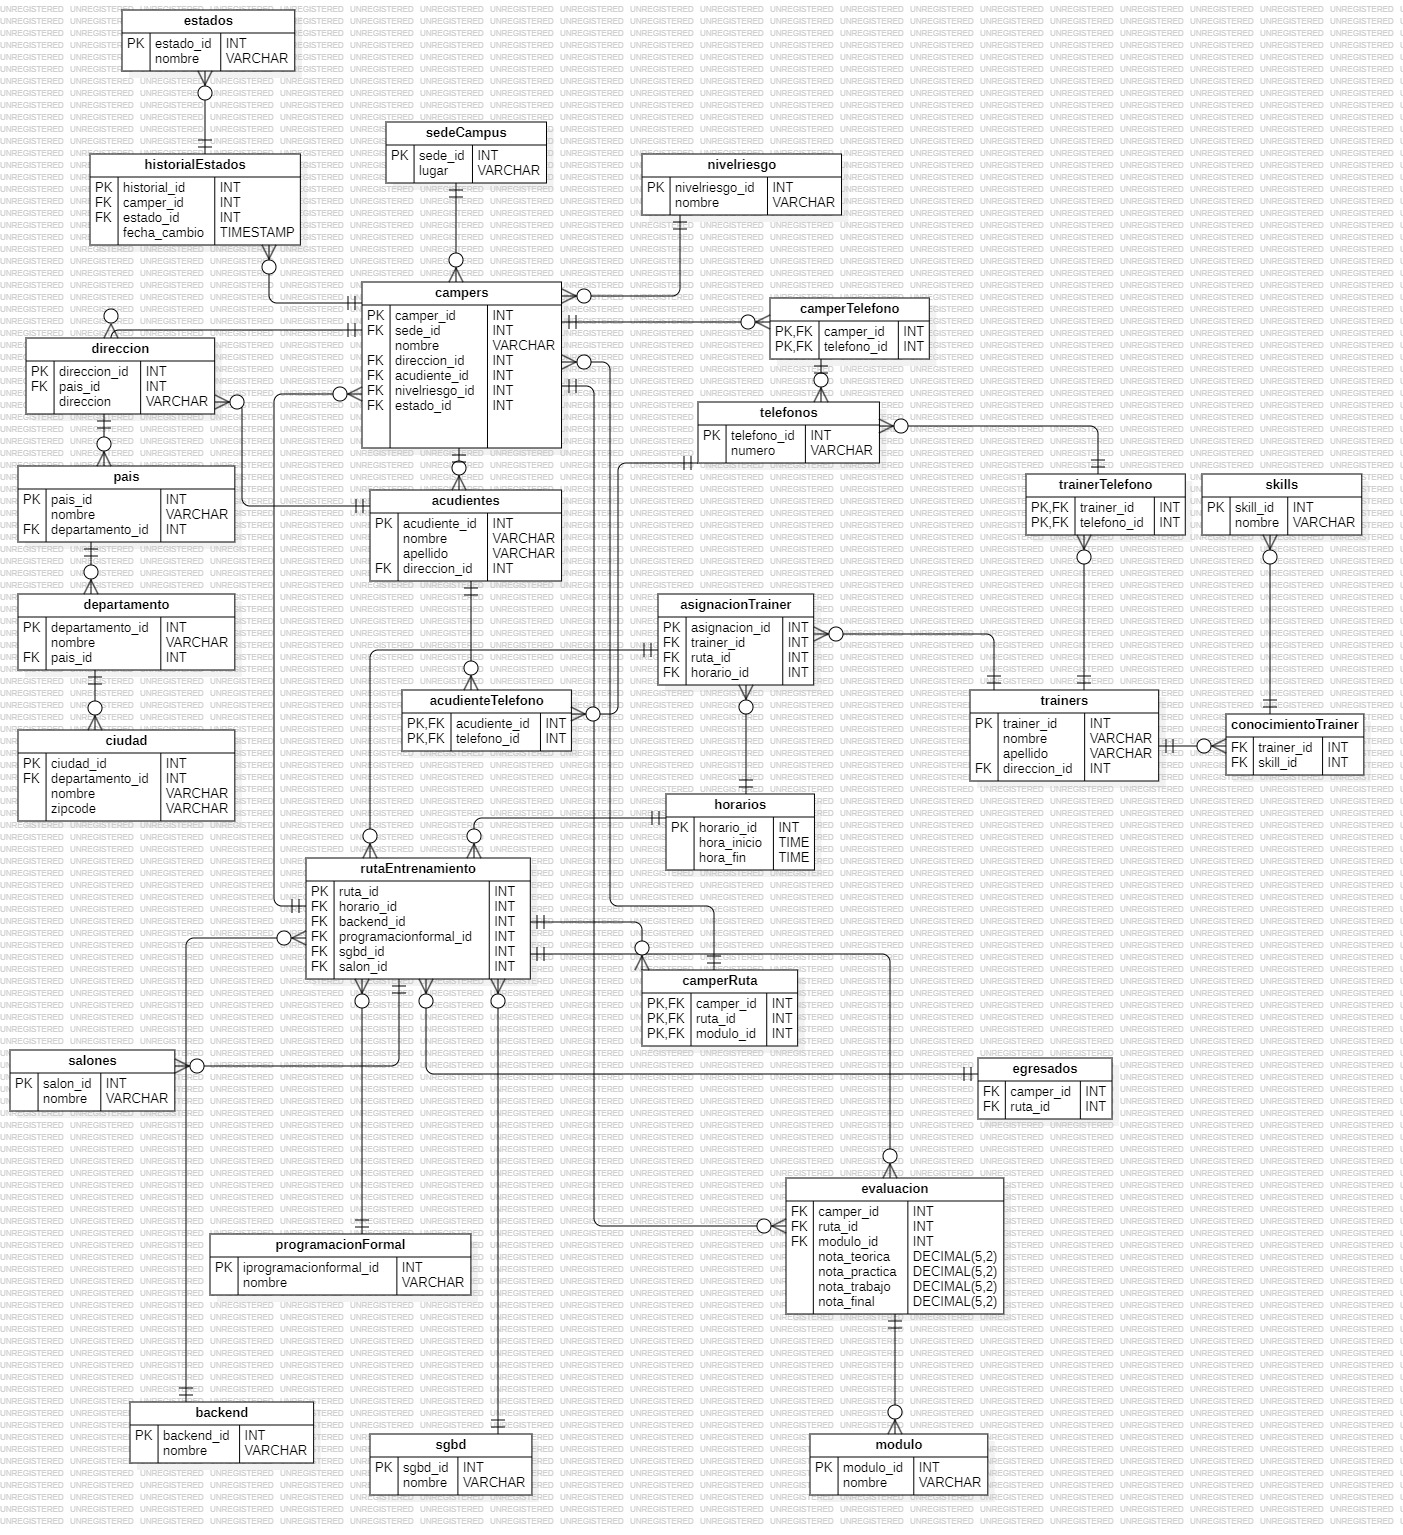 estados
PK estado_id INT
nombre VARCHAR
historialEstados
PK historial_id INT
FK camper_id INT
FK estado_id INT
fecha_cambio TIMESTAMP
sedeCampus
PK sede_id INT
lugar VARCHAR
nivelriesgo
PK nivelriesgo_id INT
nombre VARCHAR
campers
PK camper_id INT
FK sede_id INT
nombre VARCHAR
FK direccion_id INT
FK acudiente_id INT
FK nivelriesgo_id INT
FK estado_id INT
camperTelefono
PK,FK camper_id INT
PK,FK telefono_id INT
direccion
PK direccion_id INT
FK pais_id INT
direccion VARCHAR
telefonos
PK telefono_id INT
numero VARCHAR
pais
PK pais_id INT
nombre VARCHAR
FK departamento_id INT
acudientes
PK acudiente_id INT
nombre VARCHAR
apellido VARCHAR
FK direccion_id INT
trainerTelefono
PK,FK trainer_id INT
PK,FK telefono_id INT
skills
PK skill_id INT
nombre VARCHAR
departamento
PK departamento_id INT
nombre VARCHAR
FK pais_id INT
asignacionTrainer
PK asignacion_id INT
FK trainer_id INT
FK ruta_id INT
FK horario_id INT
acudienteTelefono
PK,FK acudiente_id INT
PK,FK telefono_id INT
trainers
PK trainer_id INT
nombre VARCHAR
apellido VARCHAR
FK direccion_id INT
conocimientoTrainer
FK trainer_id INT
FK skill_id INT
ciudad
PK ciudad_id INT
FK departamento_id INT
nombre VARCHAR
zipcode VARCHAR
horarios
PK horario_id INT
hora_inicio TIME
hora_fin TIME
rutaEntrenamiento
PK ruta_id INT
FK horario_id INT
FK backend_id INT
FK programacionformal_id INT
FK sgbd_id INT
FK salon_id INT
camperRuta
PK,FK camper_id INT
PK,FK ruta_id INT
PK,FK modulo_id INT
salones
PK salon_id INT
nombre VARCHAR
egresados
FK camper_id INT
FK ruta_id INT
evaluacion
FK camper_id INT
FK ruta_id INT
FK modulo_id INT
nota_teorica DECIMAL(5,2)
nota_practica DECIMAL(5,2)
nota_trabajo DECIMAL(5,2)
nota_final DECIMAL(5,2)
programacionFormal
PK iprogramacionformal_id INT
nombre VARCHAR
backend
PK backend_id INT
nombre VARCHAR
sgbd
PK sgbd_id INT
nombre VARCHAR
modulo
PK modulo_id INT
nombre VARCHAR
UNREGISTERED